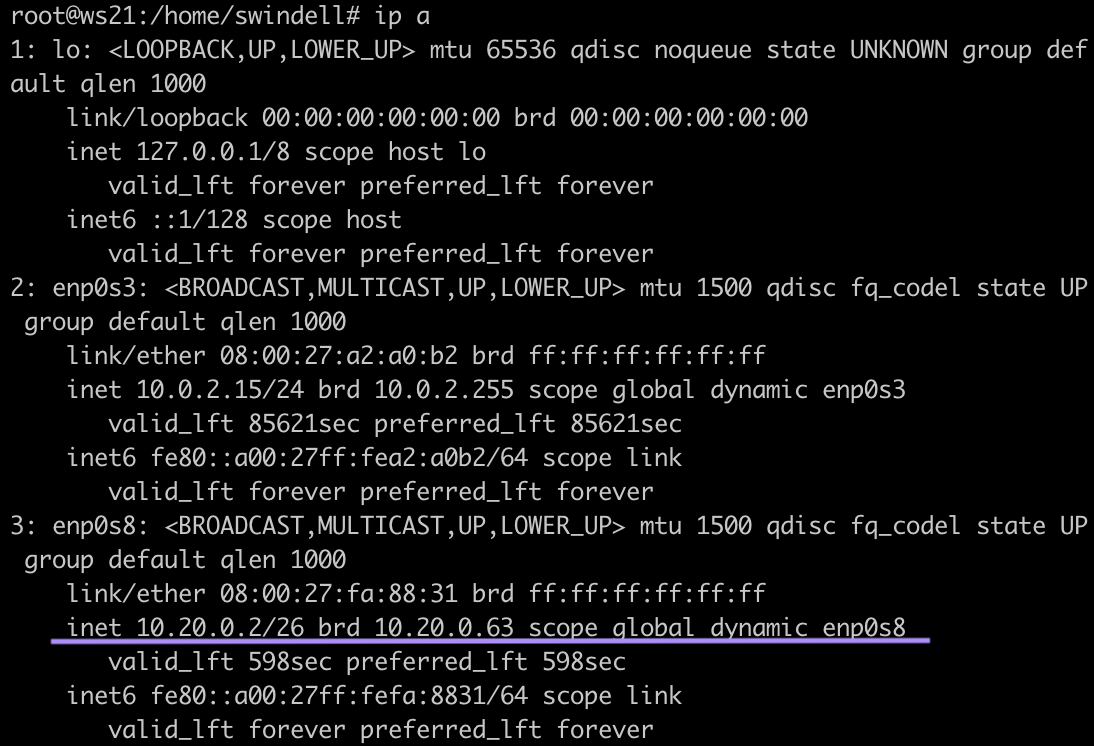 root@ws21:/home/swindell# ip a
1: lo: <LOOPBACK,UP,LOWER_UP> mtu 65536 qdisc noqueue state UNKNOWN group def
ault qlen 1000
    link/loopback 00:00:00:00:00:00 brd 00:00:00:00:00:00
    inet 127.0.0.1/8 scope host lo
       valid_lft forever preferred_lft forever
    inet6 ::1/128 scope host
       valid_lft forever preferred_lft forever
2: enp0s3: <BROADCAST,MULTICAST,UP,LOWER_UP> mtu 1500 qdisc fq_codel state UP
 group default qlen 1000
    link/ether 08:00:27:a2:a0:b2 brd ff:ff:ff:ff:ff:ff
    inet 10.0.2.15/24 brd 10.0.2.255 scope global dynamic enp0s3
       valid_lft 85621sec preferred_lft 85621sec
    inet6 fe80::a00:27ff:fea2:a0b2/64 scope link
       valid_lft forever preferred_lft forever
3: enp0s8: <BROADCAST,MULTICAST,UP,LOWER_UP> mtu 1500 qdisc fq_codel state UP
 group default qlen 1000
    link/ether 08:00:27:fa:88:31 brd ff:ff:ff:ff:ff:ff
    inet 10.20.0.2/26 brd 10.20.0.63 scope global dynamic enp0s8
       valid_lft 598sec preferred_lft 598sec
    inet6 fe80::a00:27ff:fefa:8831/64 scope link
       valid_lft forever preferred_lft forever